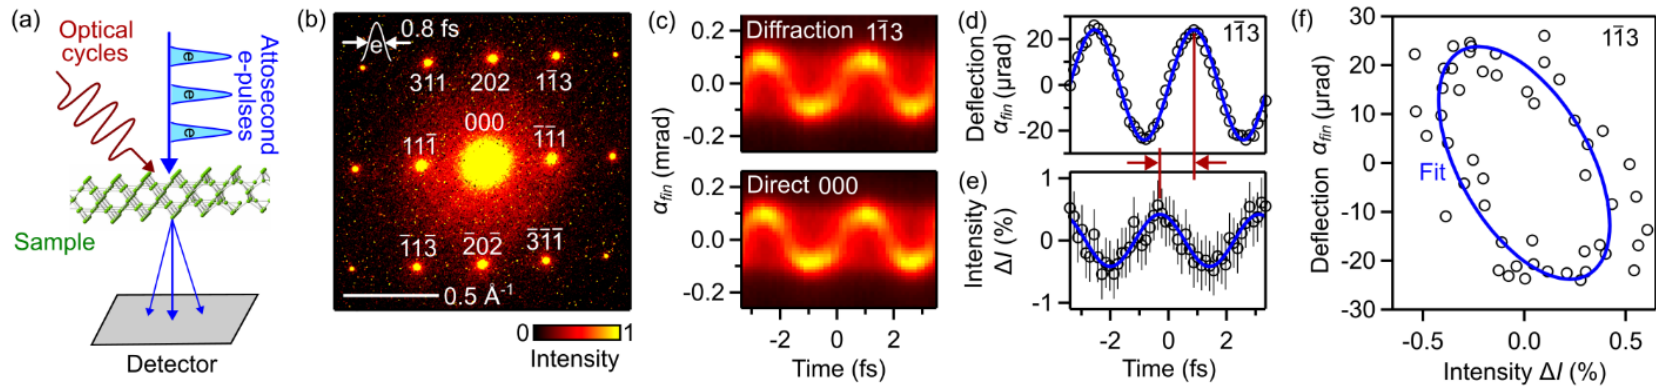 (a)
Optical
cycles
Attosecond
e-pulses
e
e
e
Sample
Detector
(b)
e
0.8 fs
311
202
11̅3
000
111̅
1̅1̅1
1̅13̅
2̅02̅
3̅1̅1̅
0.5 Å⁻¹
0
1
Intensity
(c)
Diffraction 11̅3
0.2
0.0
-0.2
αfin (mrad)
Direct 000
0.2
0.0
-0.2
-2
0
2
Time (fs)
(d)
11̅3
Deflection
αfin (µrad)
20
0
-20
(e)
Intensity
ΔI (%)
1
0
-1
-2
0
2
Time (fs)
(f)
11̅3
Deflection αfin (µrad)
30
20
10
0
-10
-20
-30
Fit
-0.5
0.0
0.5
Intensity ΔI (%)